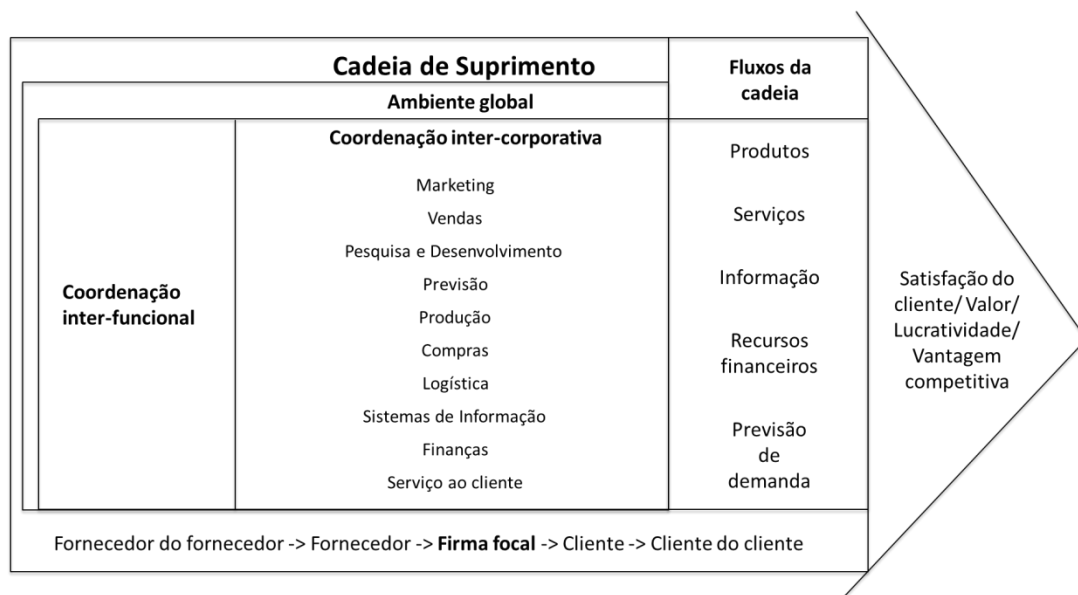 Cadeia de Suprimento
Ambiente global
Fluxos da
cadeia
Coordenação
inter-funcional
Coordenação inter-corporativa
Marketing
Vendas
Pesquisa e Desenvolvimento
Previsão
Produção
Compras
Logística
Sistemas de Informação
Finanças
Serviço ao cliente
Produtos
Serviços
Informação
Recursos
financeiros
Previsão
de
demanda
Satisfação do
cliente/ Valor/
Lucratividade/
Vantagem
competitiva
Fornecedor do fornecedor -> Fornecedor -> Firma focal -> Cliente -> Cliente do cliente